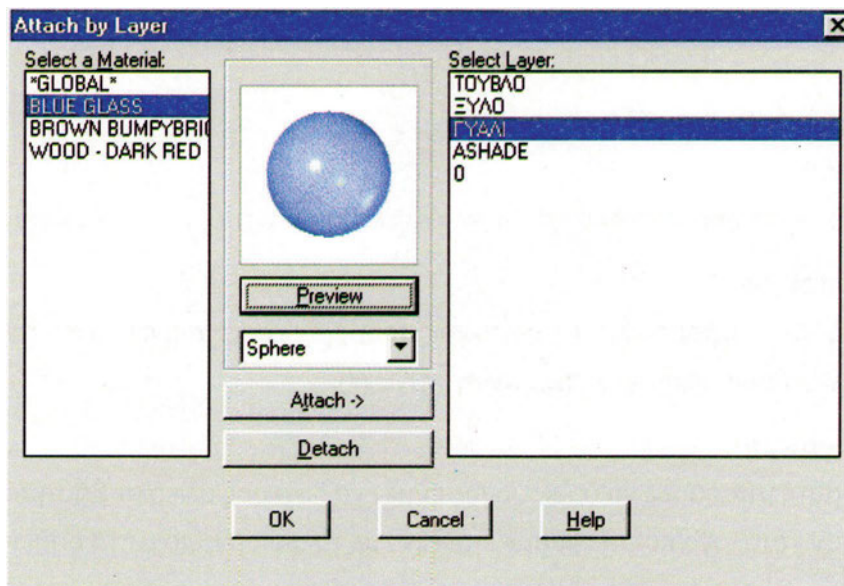 Attach by Layer
Select a Material:
*GLOBAL*
BLUE GLASS
BROWN BUMPYBRIC
WOOD - DARK RED
Preview
Sphere
Attach ->
Detach
Select Layer:
ΤΟΥΒΛΟ
ΞΥΛΟ
ΓΥΑΛΙ
ASHADE
0
OK
Cancel
Help